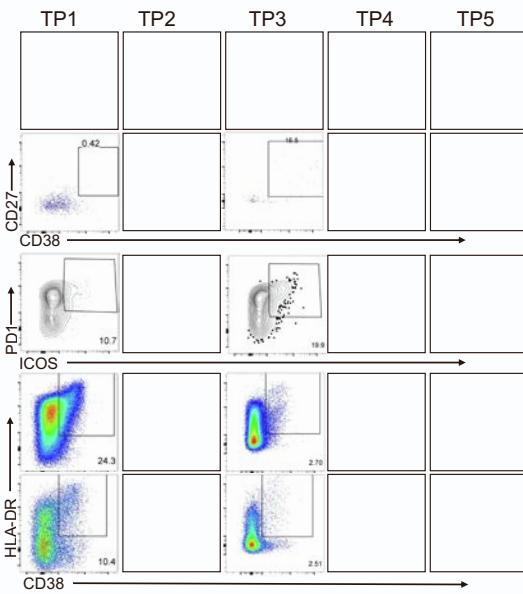 TP1 TP2 TP3 TP4 TP5
0.42 16.5
CD27
CD38
PD1
10.7 19.9
ICOS
24.3 2.70
HLA-DR
10.4 2.51
CD38